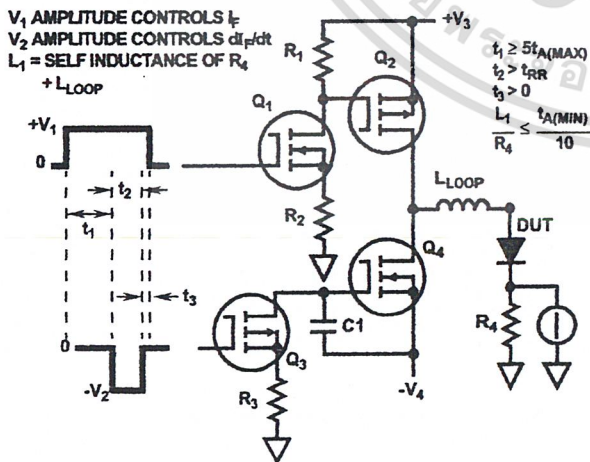 V1 AMPLITUDE CONTROLS IF
V2 AMPLITUDE CONTROLS dIF/dt
L1 = SELF INDUCTANCE OF R4
+ LLOOP
+V3
R1
Q2
t1 ≥ 5tA(MAX)
t2 > tRR
t3 > 0
L1/R4 ≤ tA(MIN)/10
Q1
+V1
0
t2
t1
R2
LLOOP
DUT
Q4
t3
C1
R4
0
-V2
Q3
R3
-V4